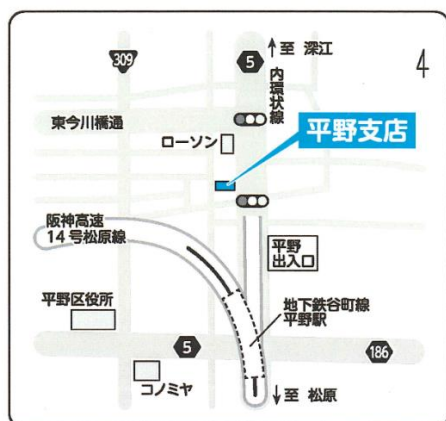 309
5
↑至 深江
内環状線
4
東今川橋通
ローソン
平野支店
阪神高速
14号松原線
平野
出入口
平野区役所
地下鉄谷町線
平野駅
5
186
コノミヤ
↓至 松原